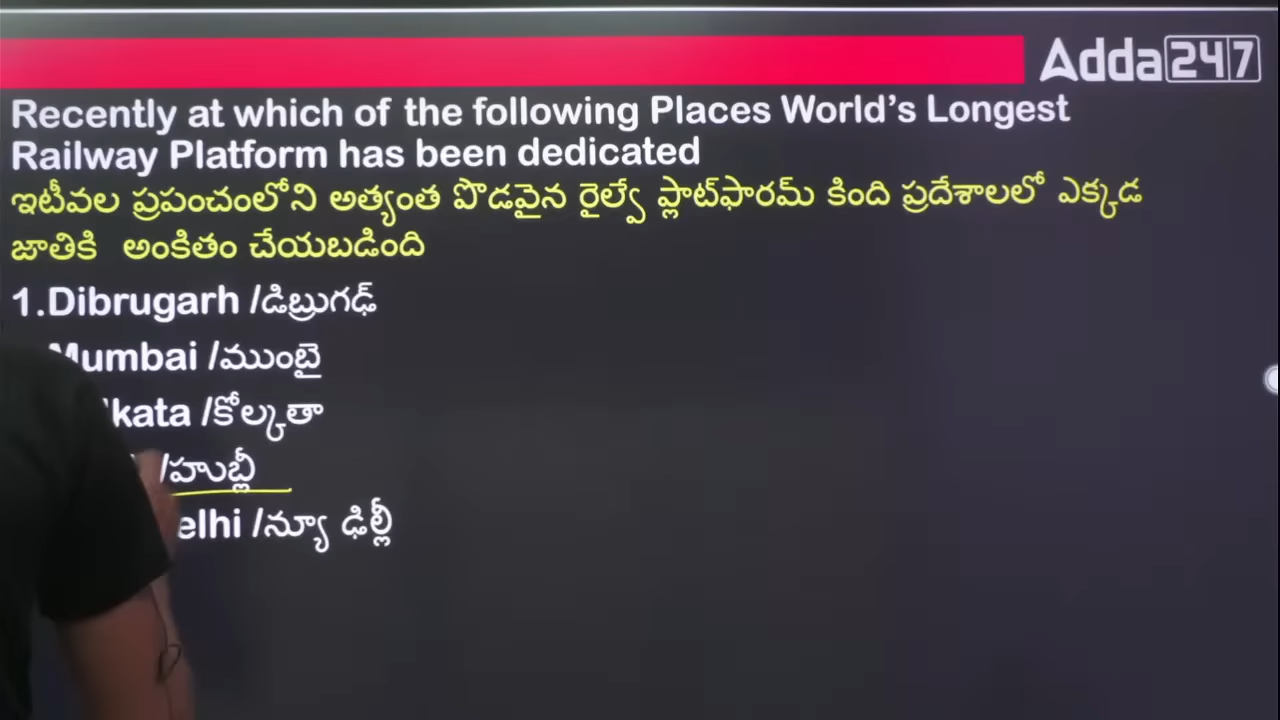 Adda247
Recently at which of the following Places World's Longest
Railway Platform has been dedicated
ఇటీవల ప్రపంచంలోని అత్యంత పొడవైన రైల్వే ప్లాట్‌ఫారమ్ కింది ప్రదేశాలలో ఎక్కడ
జాతికి అంకితం చేయబడింది
1.Dibrugarh /డిబ్రుగఢ్
Mumbai /ముంబై
kata /కోల్కతా
/హుబ్లీ
elhi /న్యూ ఢిల్లీ